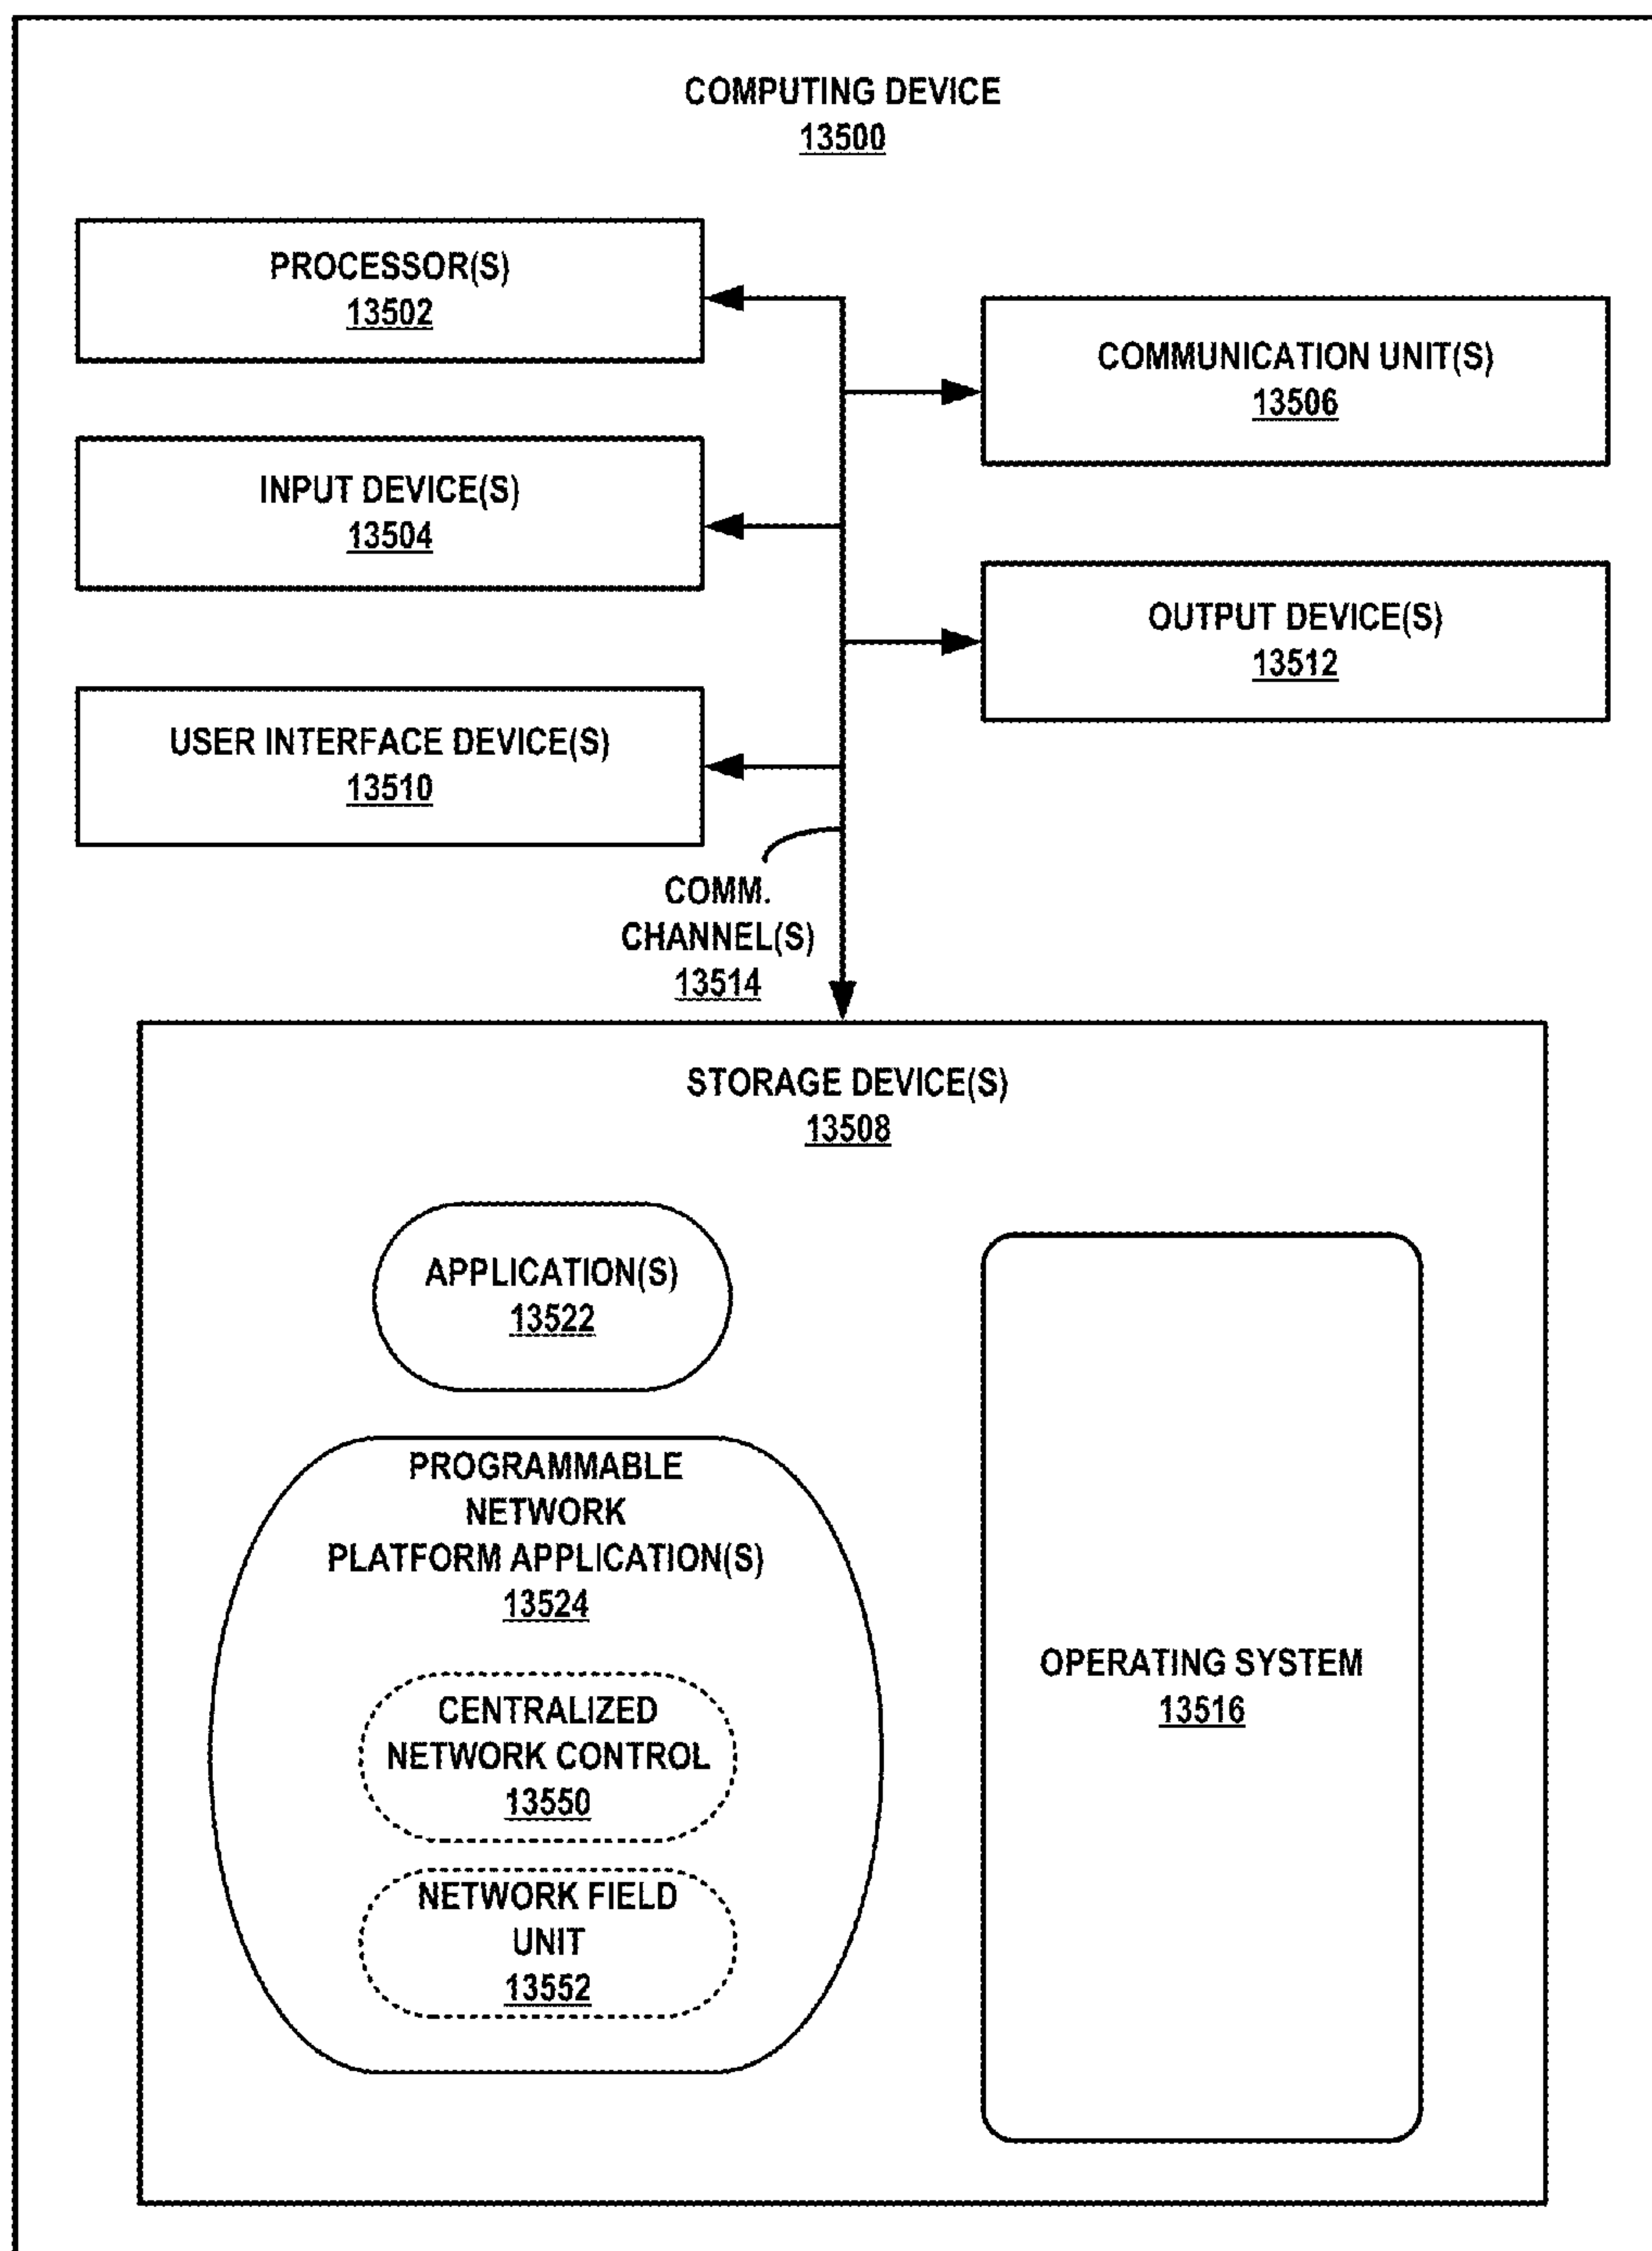 COMPUTING DEVICE
13500
PROCESSOR(S)
13502
COMMUNICATION UNIT(S)
13506
INPUT DEVICE(S)
13504
OUTPUT DEVICE(S)
13512
USER INTERFACE DEVICE(S)
13510
COMM.
CHANNEL(S)
13514
STORAGE DEVICE(S)
13508
APPLICATION(S)
13522
PROGRAMMABLE
NETWORK
PLATFORM APPLICATION(S)
13524
CENTRALIZED
NETWORK CONTROL
13550
NETWORK FIELD
UNIT
13552
OPERATING SYSTEM
13516